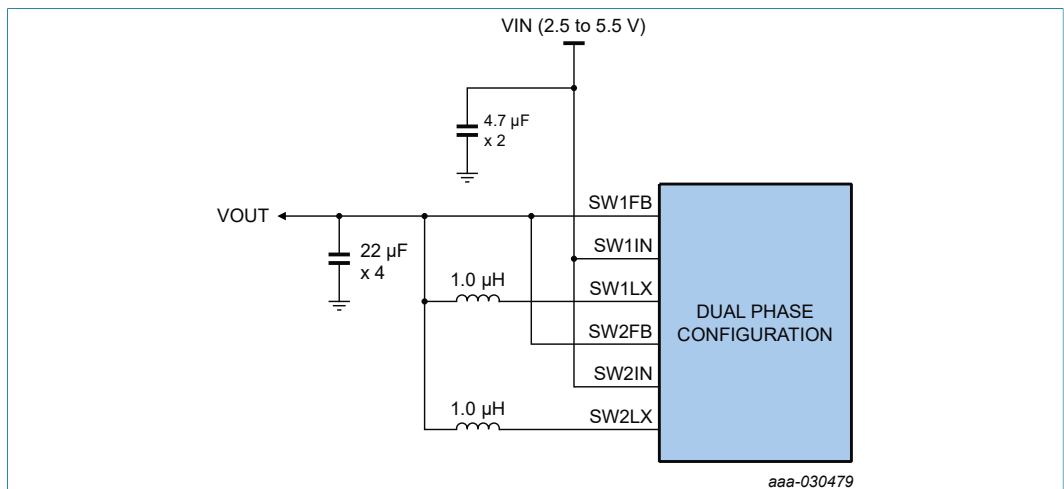 VIN (2.5 to 5.5 V)
4.7 µF
x 2
VOUT
22 µF
x 4
1.0 µH
1.0 µH
SW1FB
SW1IN
SW1LX
SW2FB
SW2IN
SW2LX
DUAL PHASE
CONFIGURATION
aaa-030479